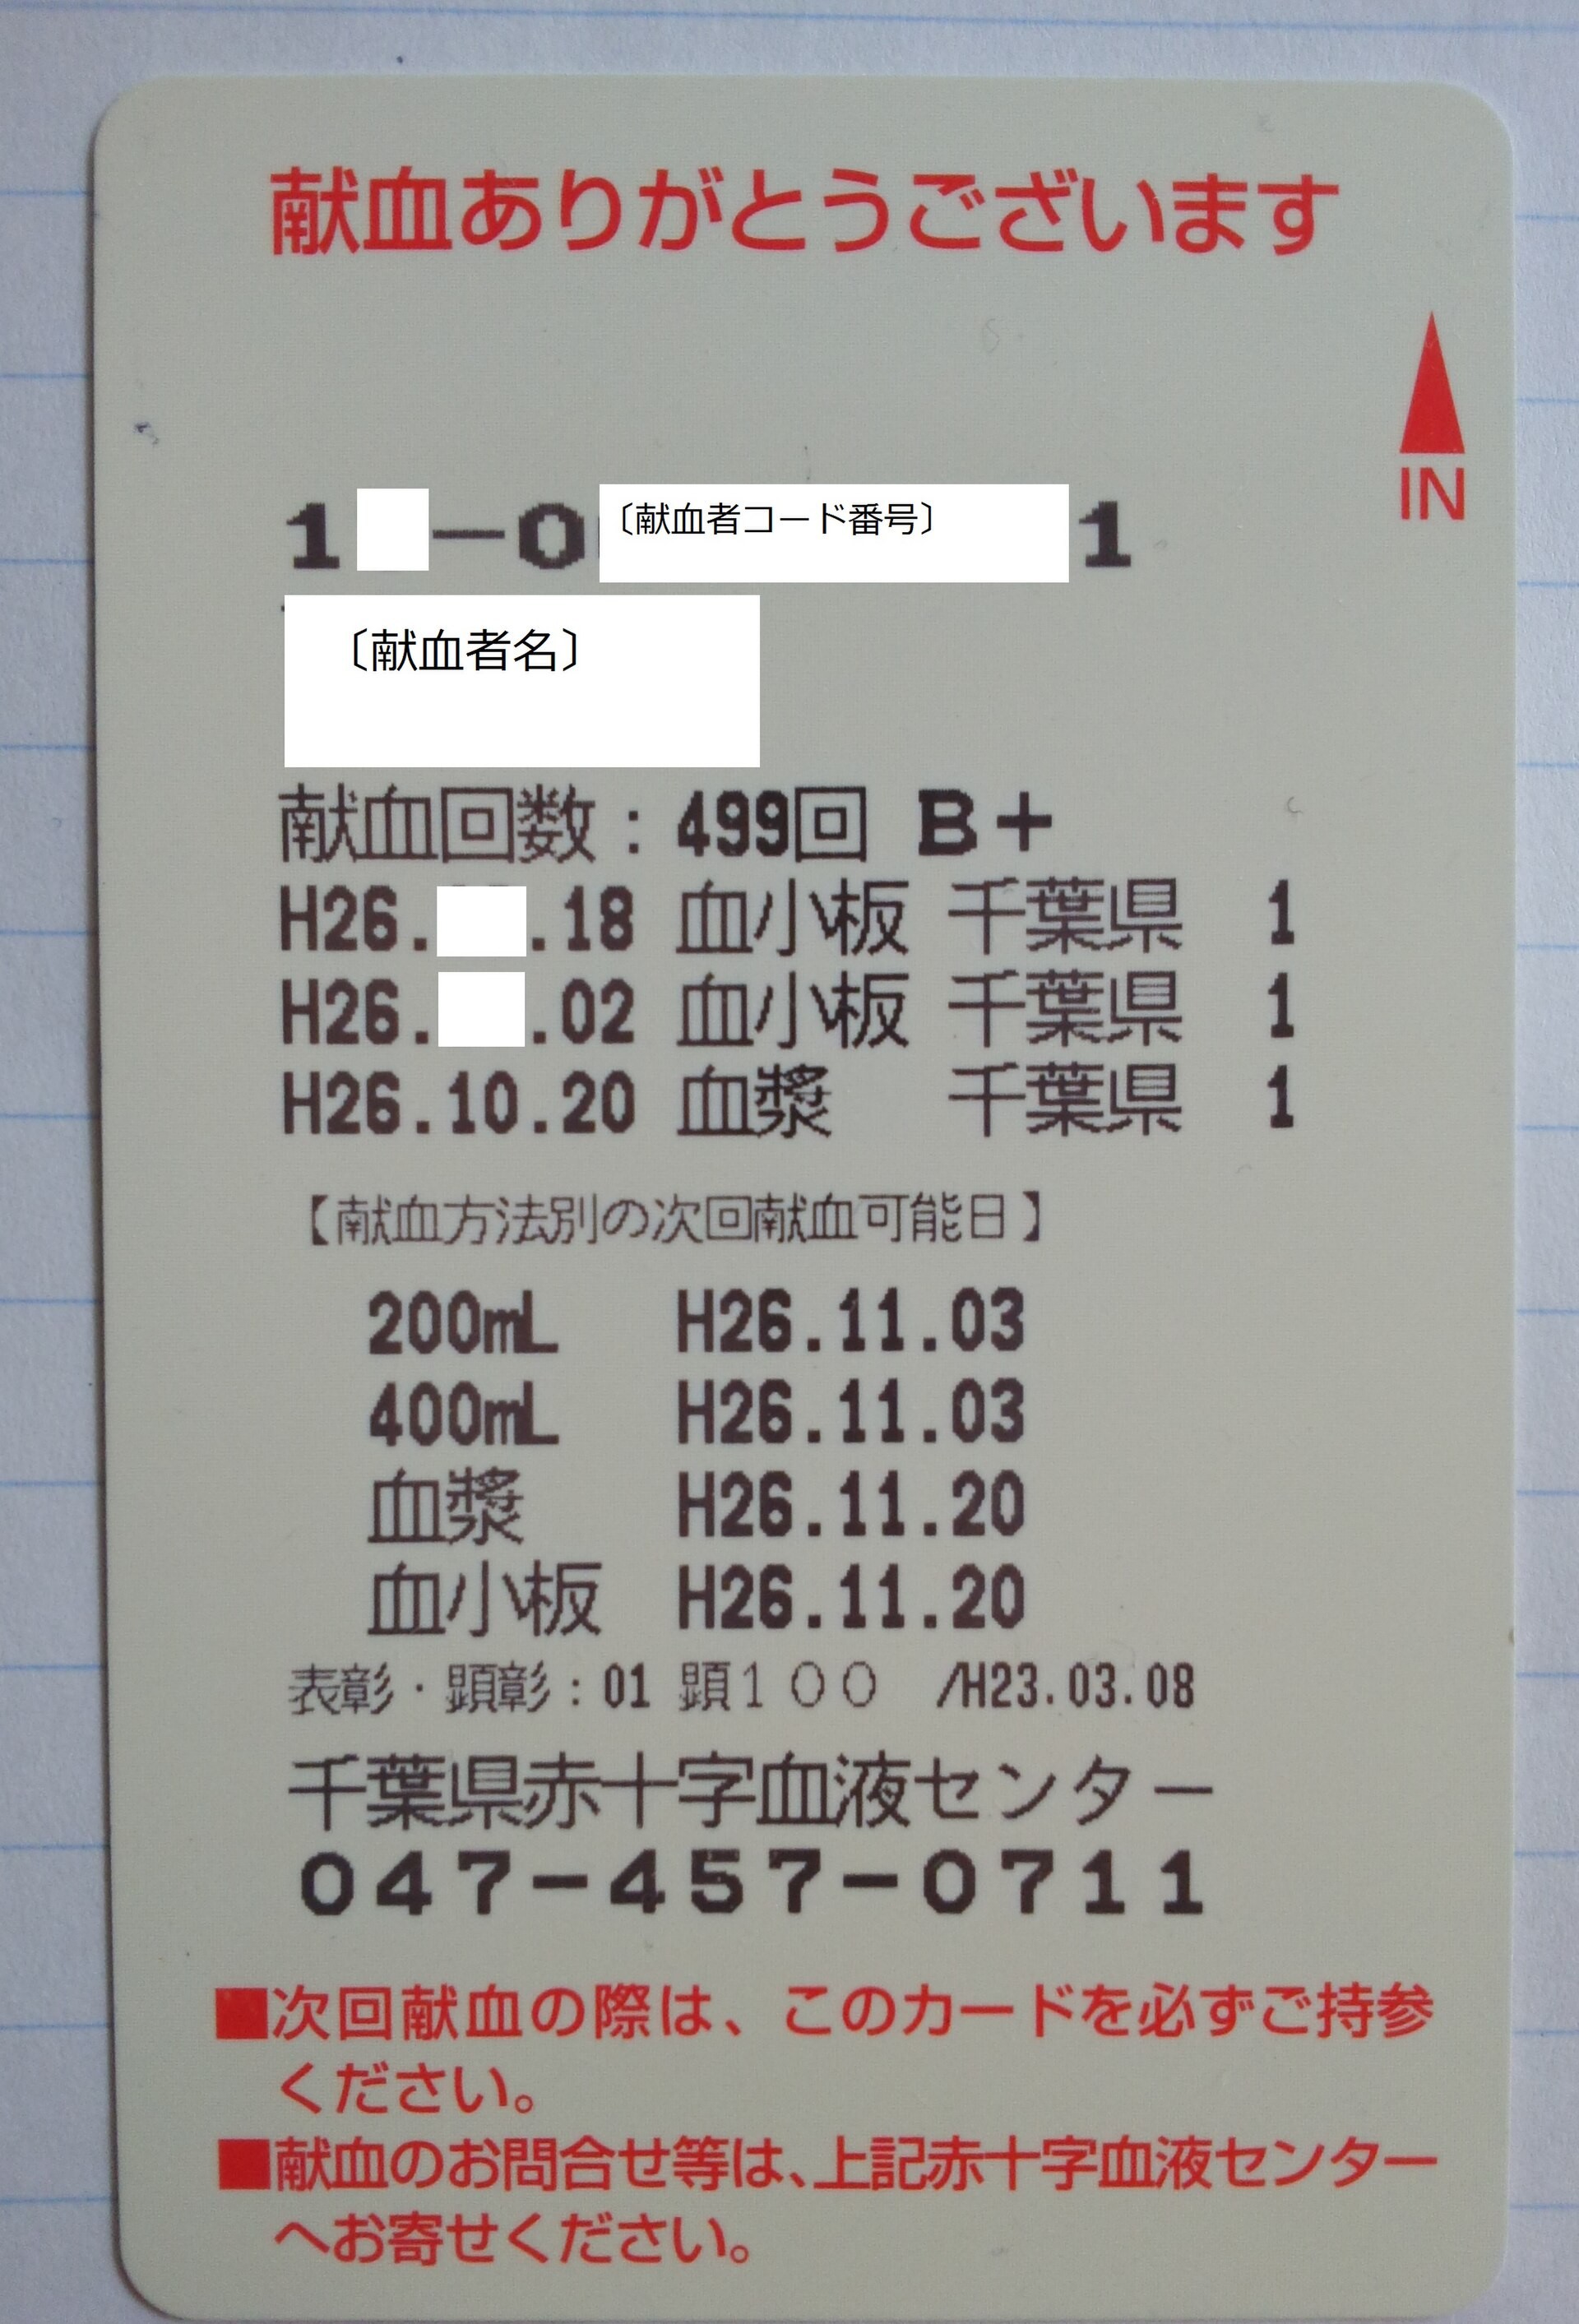 献血ありがとうございます
IN
1 －0 〔献血者コード番号〕 1
〔献血者名〕
献血回数：499回 B＋
H26. .18 血小板 千葉県 1
H26. .02 血小板 千葉県 1
H26.10.20 血漿 千葉県 1
【献血方法別の次回献血可能日】
200mL H26.11.03
400mL H26.11.03
血漿 H26.11.20
血小板 H26.11.20
表彰・顕彰：01 顕１００ /H23.03.08
千葉県赤十字血液センター
047-457-0711
■次回献血の際は、このカードを必ずご持参
ください。
■献血のお問合せ等は、上記赤十字血液センター
へお寄せください。